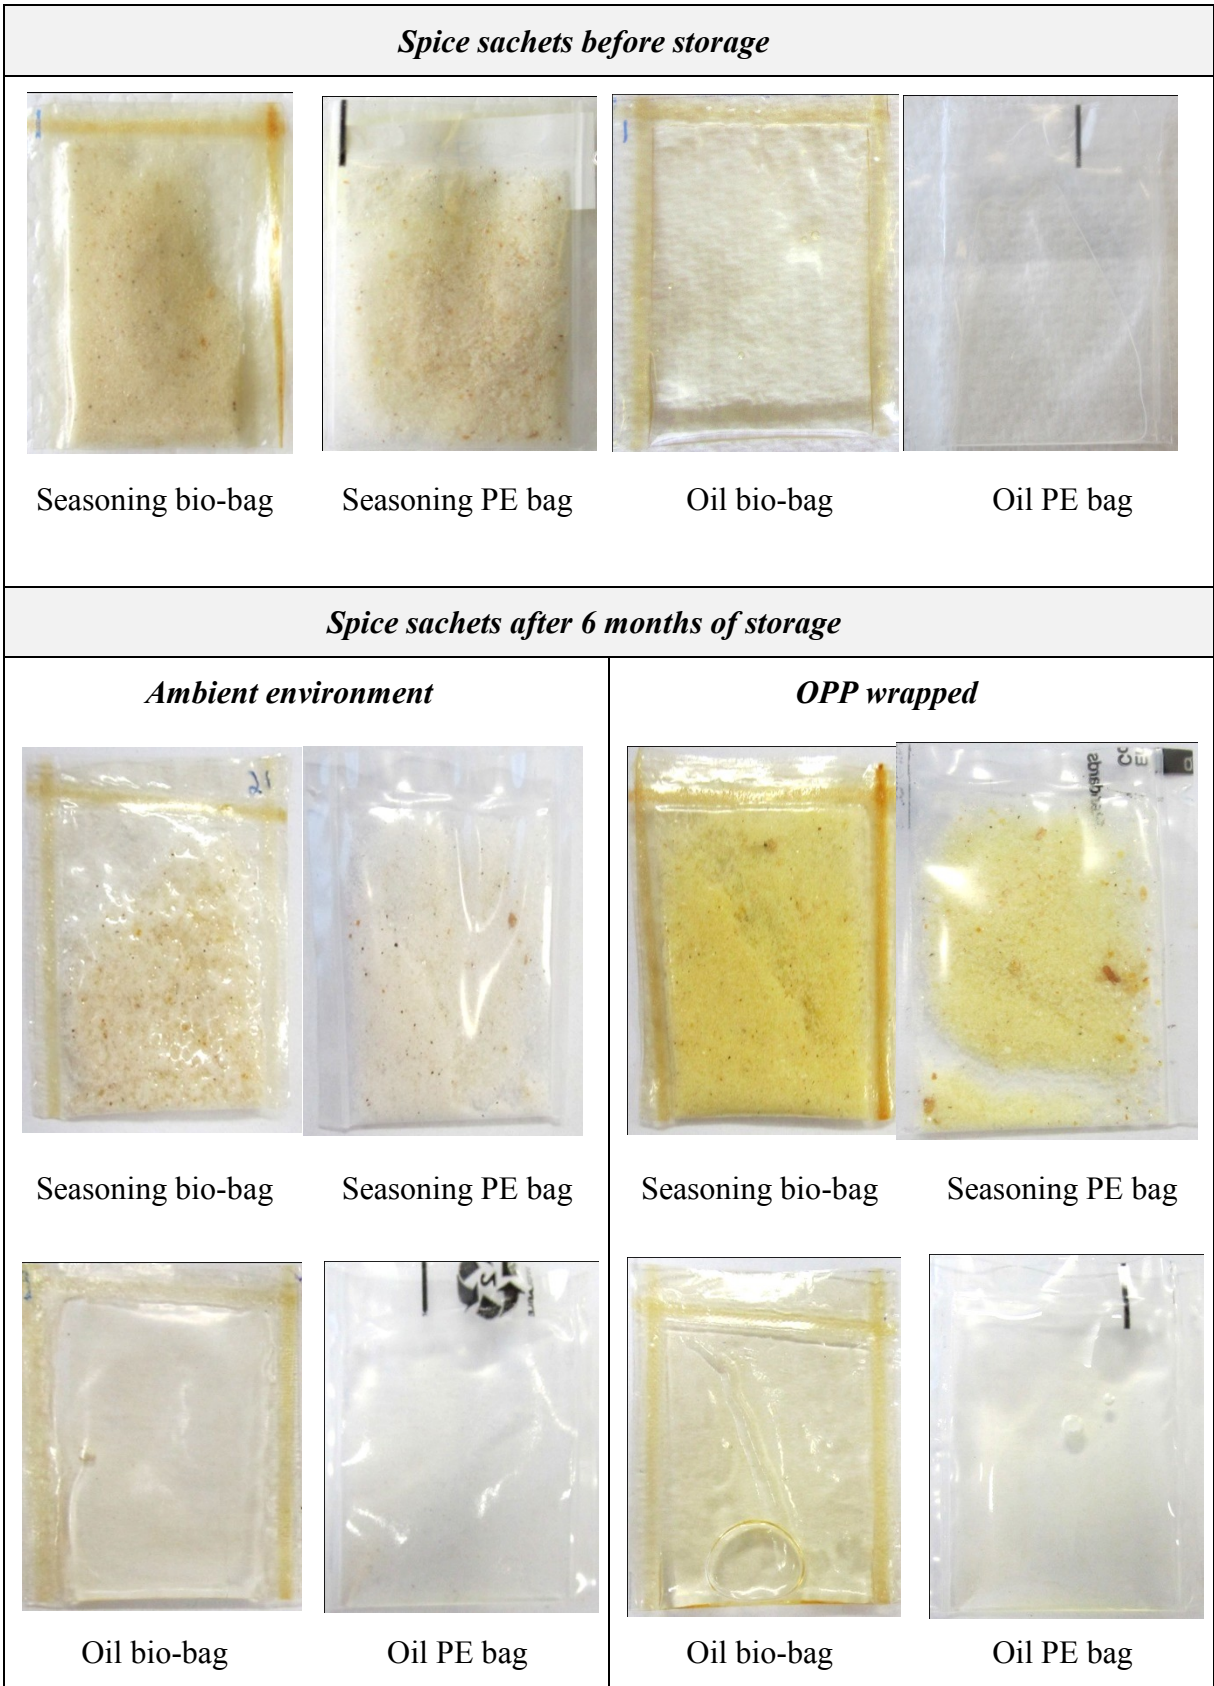 Spice sachets before storage
Seasoning bio-bag
Seasoning PE bag
Oil bio-bag
Oil PE bag
Spice sachets after 6 months of storage
Ambient environment
OPP wrapped
Seasoning bio-bag
Seasoning PE bag
Seasoning bio-bag
Seasoning PE bag
Oil bio-bag
Oil PE bag
Oil bio-bag
Oil PE bag